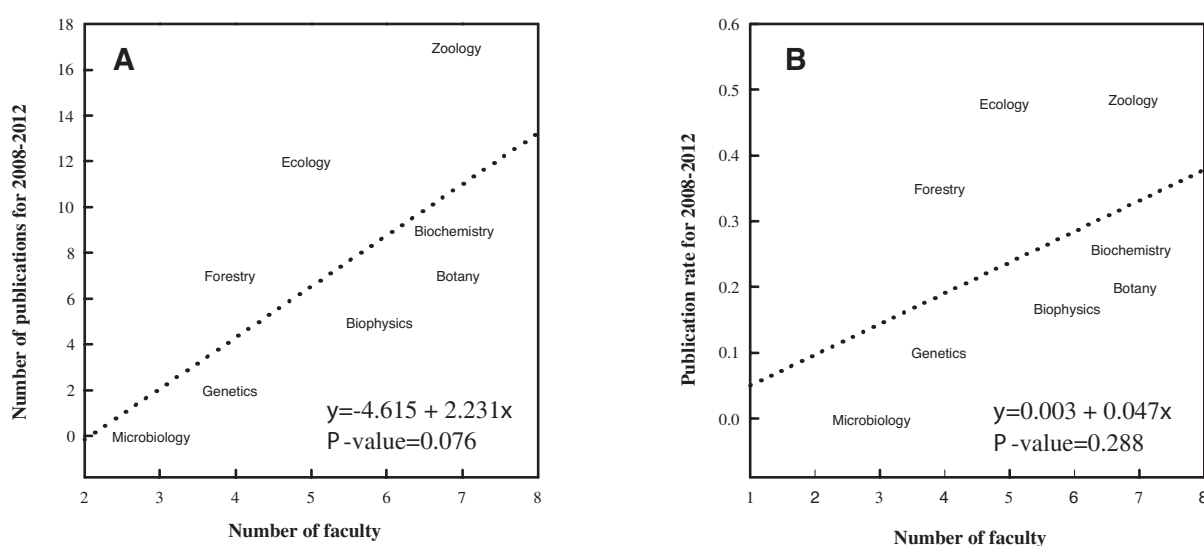 A
Number of publications for 2008-2012
18
16
14
12
10
8
6
4
2
0
Zoology
Ecology
Biochemistry
Forestry
Botany
Biophysics
Genetics
Microbiology
y=-4.615 + 2.231x
P-value=0.076
2 3 4 5 6 7 8
Number of faculty
B
Publication rate for 2008-2012
0.6
0.5
0.4
0.3
0.2
0.1
0.0
Ecology
Zoology
Forestry
Biochemistry
Botany
Biophysics
Genetics
Microbiology
y=0.003 + 0.047x
P-value=0.288
1 2 3 4 5 6 7 8
Number of faculty